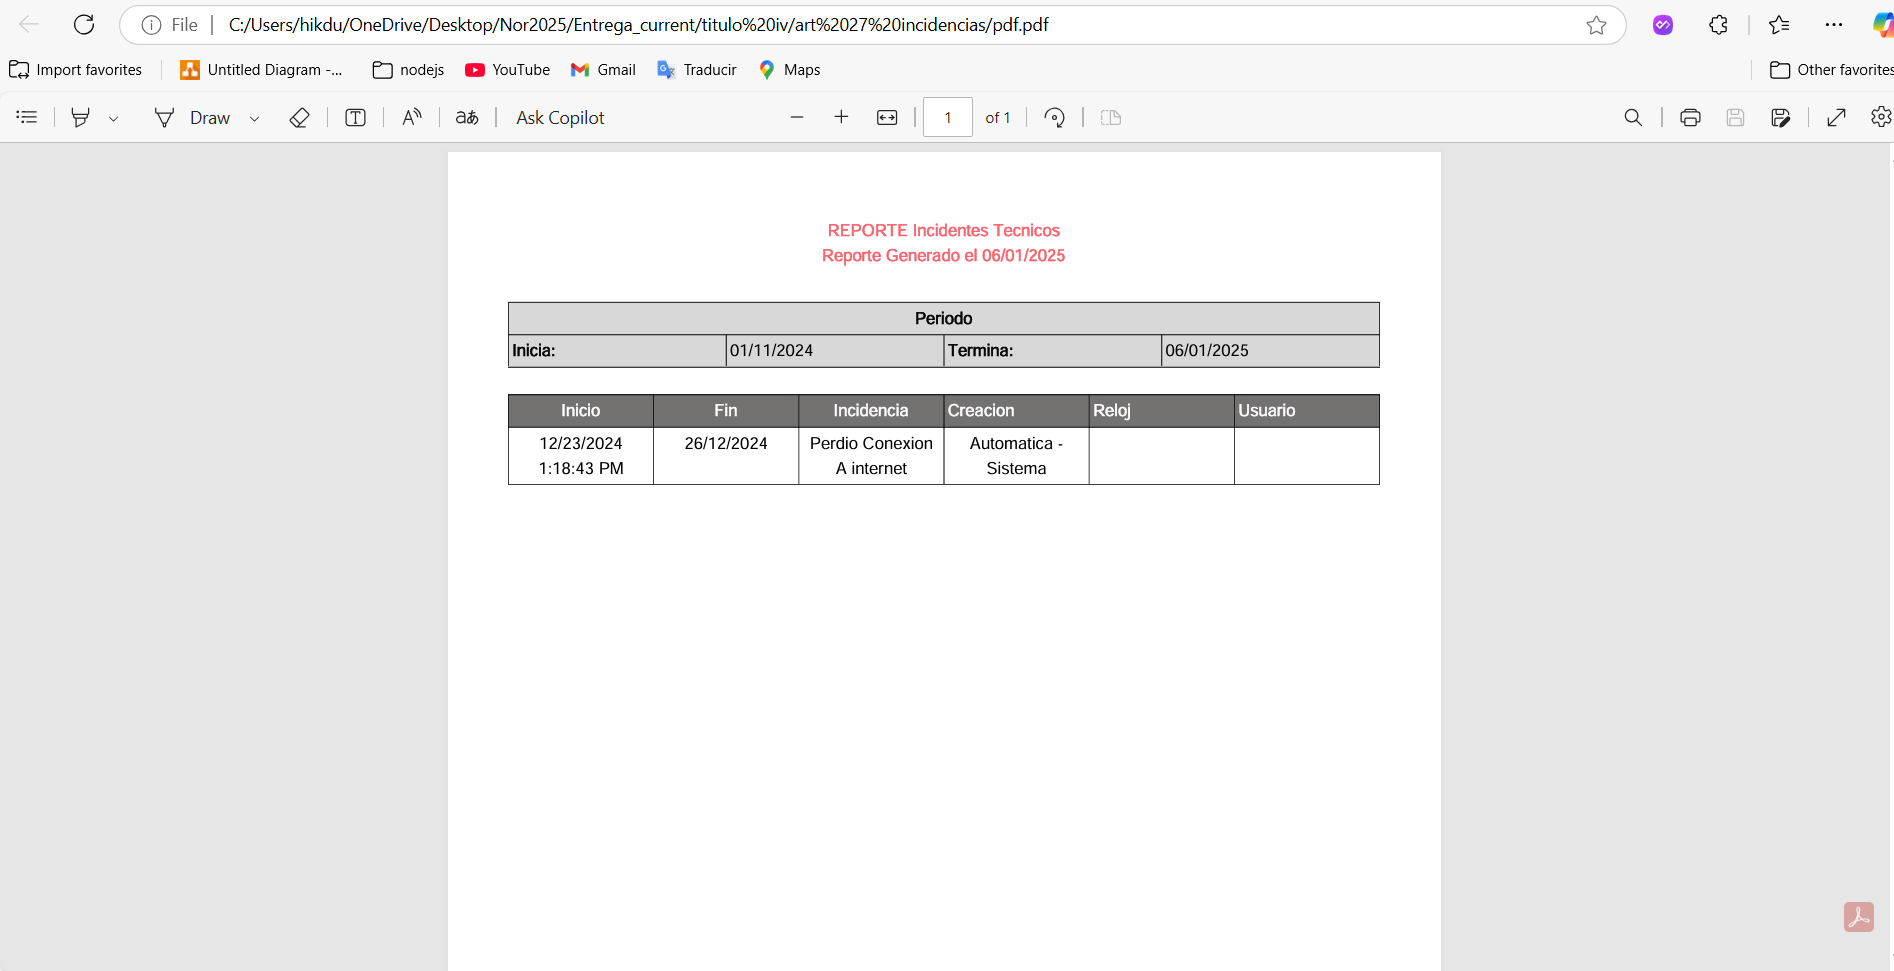 File C:/Users/hikdu/OneDrive/Desktop/Nor2025/Entrega_current/titulo%20iv/art%2027%20incidencias/pdf.pdf
Import favorites Untitled Diagram -... nodejs YouTube Gmail Traducir Maps Other favorites
Draw aあ Ask Copilot 1 of 1
REPORTE Incidentes Tecnicos
Reporte Generado el 06/01/2025
Periodo
Inicia: 01/11/2024 Termina: 06/01/2025
Inicio Fin Incidencia Creacion Reloj Usuario
12/23/2024 26/12/2024 Perdio Conexion Automatica -
1:18:43 PM A internet Sistema